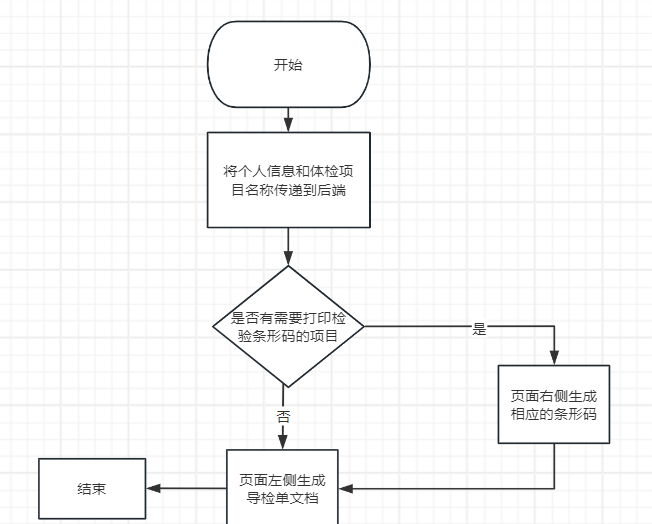 开始
将个人信息和体检项
目名称传递到后端
是否有需要打印检
验条形码的项目
是
页面右侧生成
相应的条形码
否
页面左侧生成
导检单文档
结束